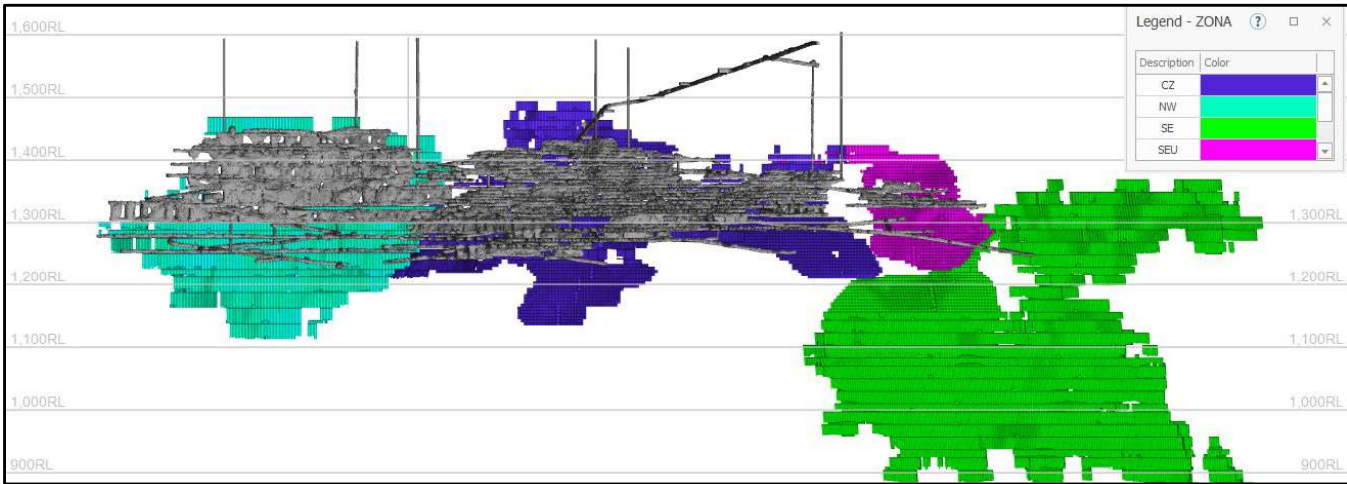 Legend - ZONA ? □ ×
Description Color
CZ
NW
SE
SEU
1,600RL
1,500RL
1,400RL
1,300RL 1,300RL
1,200RL 1,200RL
1,100RL 1,100RL
1,000RL 1,000RL
900RL 900RL